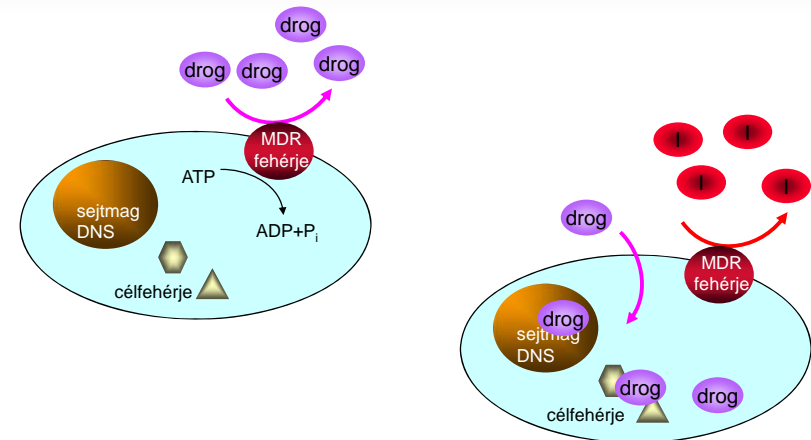 drog
drog
drog
drog
MDR
fehérje
ATP
sejtmag
DNS
ADP+Pi
célfehérje
I
I
I
I
drog
MDR
fehérje
drog
sejtmag
DNS
drog
drog
célfehérje